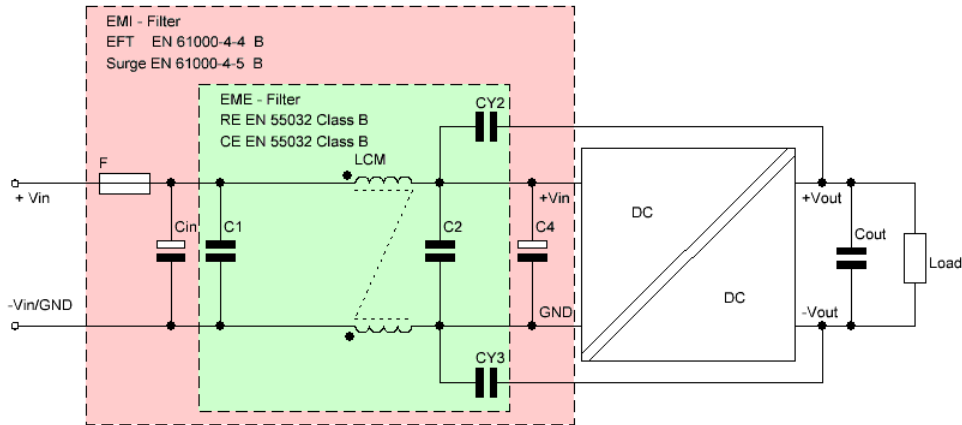 EMI - Filter
EFT EN 61000-4-4 B
Surge EN 61000-4-5 B
EME - Filter
RE EN 55032 Class B
CE EN 55032 Class B
CY2
F
LCM
+ Vin
+Vin
+Vout
Cin
C1
C2
C4
DC
Cout
Load
-Vin/GND
GND
DC
-Vout
CY3